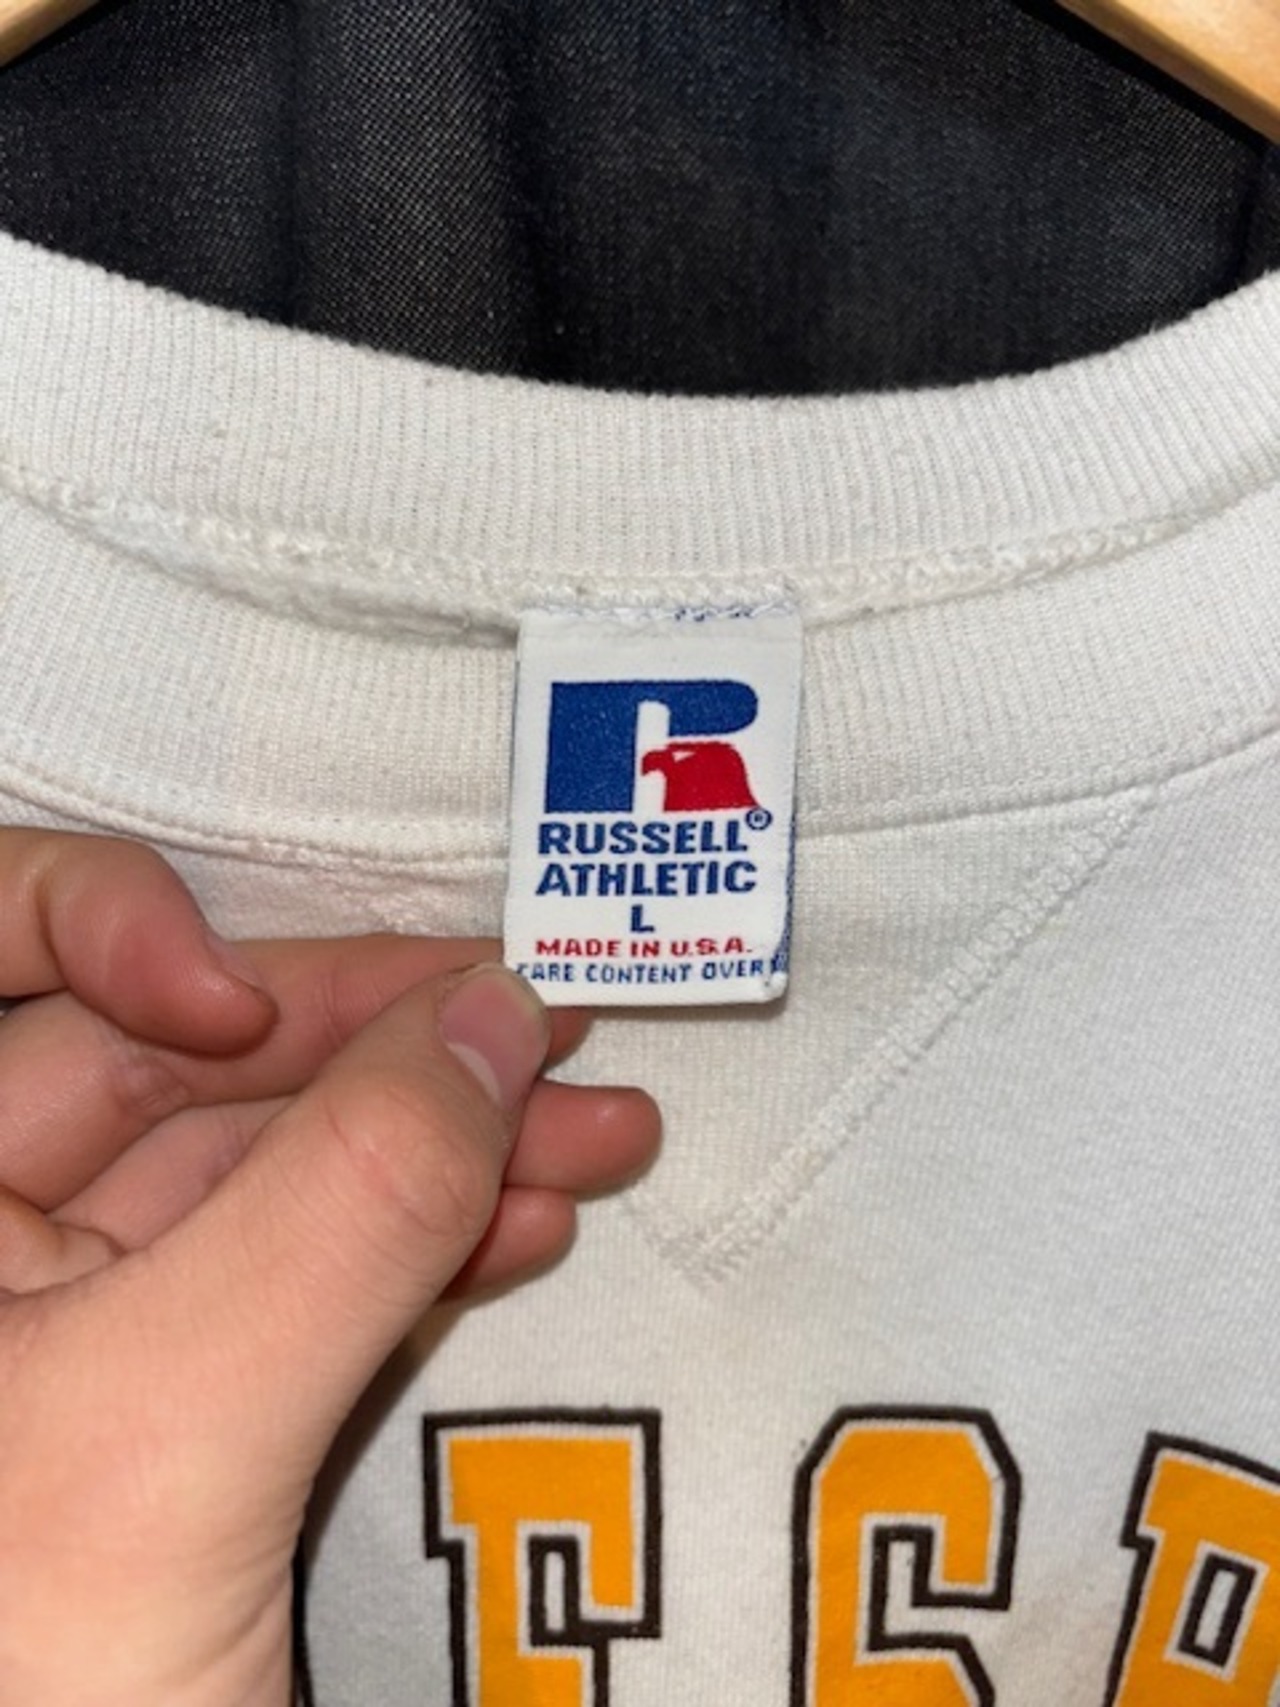 RUSSELL®
ATHLETIC
L
MADE IN U.S.A.
CARE CONTENT OVER